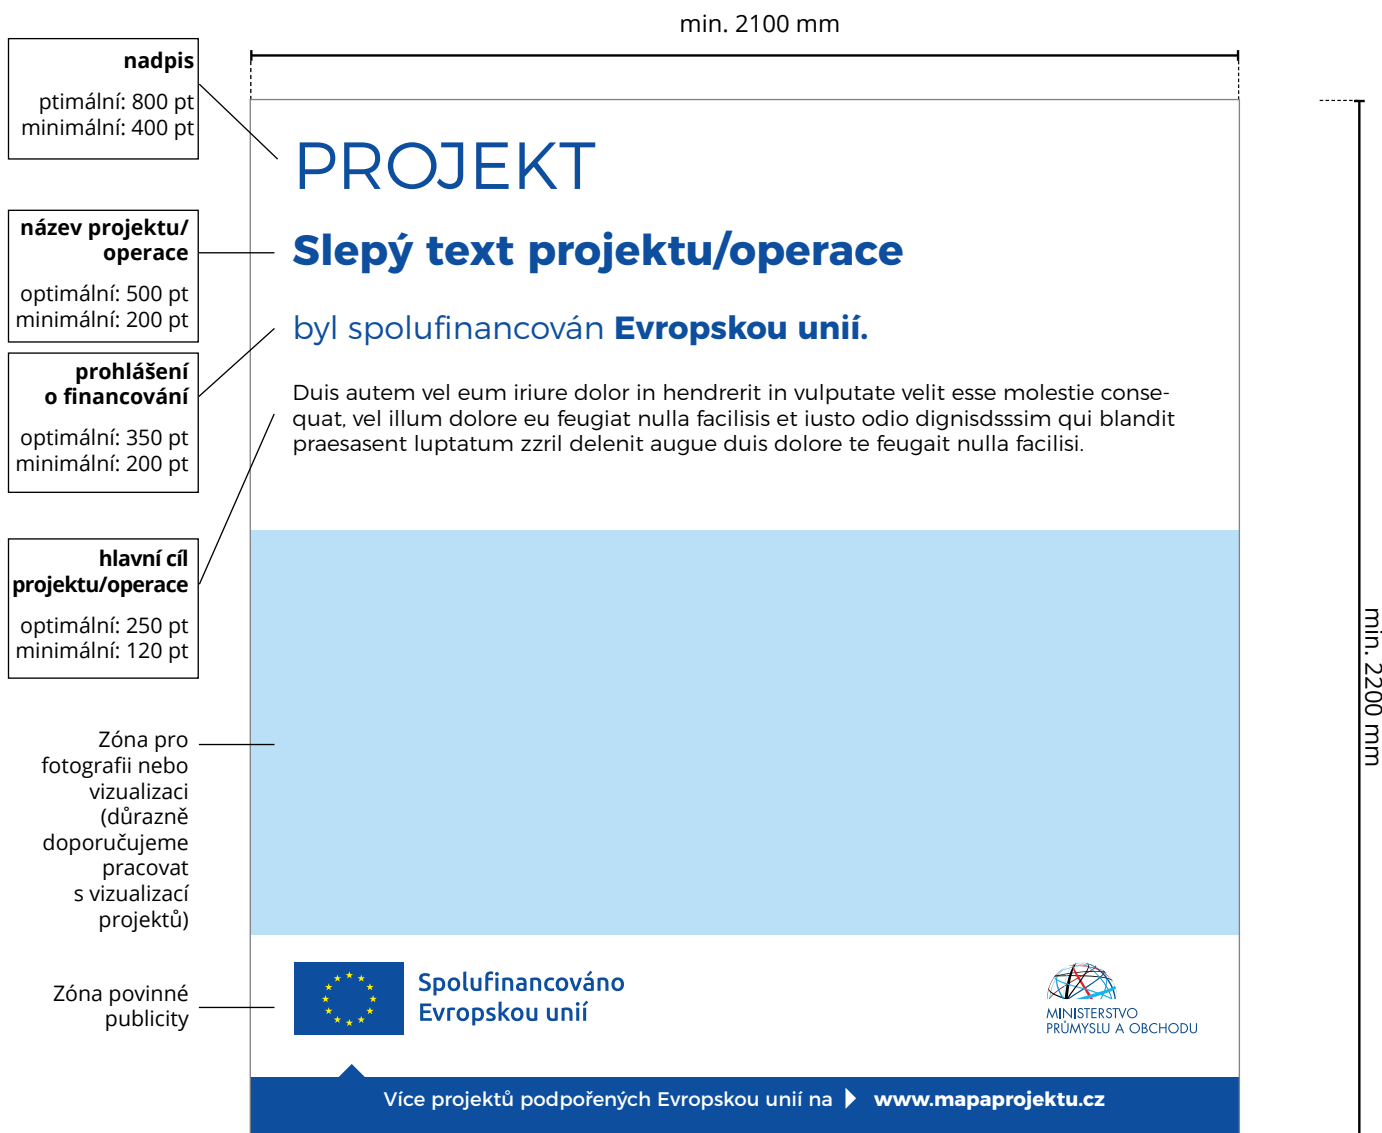 min. 2100 mm
nadpis
ptimální: 800 pt
minimální: 400 pt
PROJEKT
název projektu/
operace
optimální: 500 pt
minimální: 200 pt
Slepý text projektu/operace
byl spolufinancován Evropskou unií.
prohlášení
o financování
optimální: 350 pt
minimální: 200 pt
Duis autem vel eum iriure dolor in hendrerit in vulputate velit esse molestie conse-
quat, vel illum dolore eu feugiat nulla facilisis et iusto odio dignisdsssim qui blandit
praesasent luptatum zzril delenit augue duis dolore te feugait nulla facilisi.
hlavní cíl
projektu/operace
optimální: 250 pt
minimální: 120 pt
min. 2200 mm
Zóna pro
fotografii nebo
vizualizaci
(důrazně
doporučujeme
pracovat
s vizualizací
projektů)
Zóna povinné
publicity
Spolufinancováno
Evropskou unií
MINISTERSTVO
PRŮMYSLU A OBCHODU
Více projektů podpořených Evropskou unií na www.mapaprojektu.cz